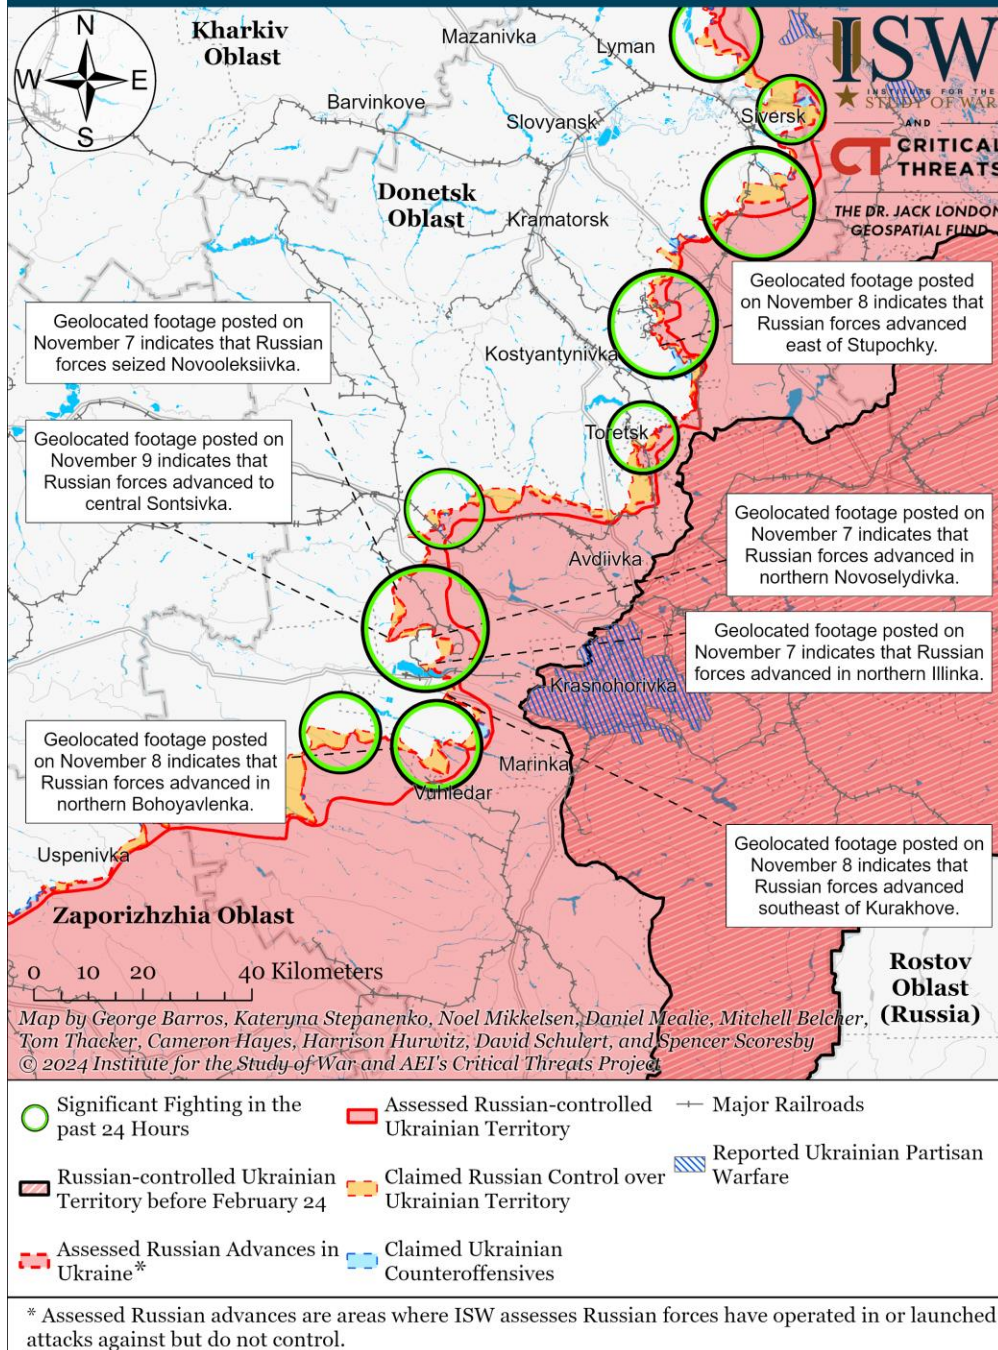 N
W
E
S
Kharkiv
Oblast
Mazanivka
Lyman
ISW
INSTITUTE FOR THE
STUDY OF WAR
AND
CT CRITICAL
THREATS
THE DR. JACK LONDON
GEOSPATIAL FUND
Barvinkove
Slovyansk
Siversk
Donetsk
Oblast
Kramatorsk
Geolocated footage posted
on November 8 indicates that
Russian forces advanced
east of Stupochky.
Geolocated footage posted on
November 7 indicates that Russian
forces seized Novooleksiivka.
Kostyantynivka
Toretsk
Geolocated footage posted on
November 9 indicates that
Russian forces advanced to
central Sontsivka.
Avdiivka
Geolocated footage posted on
November 7 indicates that
Russian forces advanced in
northern Novoselydivka.
Geolocated footage posted on
November 7 indicates that Russian
forces advanced in northern Illinka.
Krasnohorivka
Geolocated footage posted
on November 8 indicates that
Russian forces advanced in
northern Bohoyavlenka.
Marinka
Vuhledar
Uspenivka
Geolocated footage posted on
November 8 indicates that
Russian forces advanced
southeast of Kurakhove.
Zaporizhzhia Oblast
Rostov
Oblast
(Russia)
0 10 20 40 Kilometers
Map by George Barros, Kateryna Stepanenko, Noel Mikkelsen, Daniel Mealie, Mitchell Belcher,
Tom Thacker, Cameron Hayes, Harrison Hurwitz, David Schulert, and Spencer Scoresby
© 2024 Institute for the Study of War and AEI's Critical Threats Project
Significant Fighting in the
past 24 Hours
Russian-controlled Ukrainian
Territory before February 24
Assessed Russian Advances in
Ukraine*
Assessed Russian-controlled
Ukrainian Territory
Claimed Russian Control over
Ukrainian Territory
Claimed Ukrainian
Counteroffensives
Major Railroads
Reported Ukrainian Partisan
Warfare
* Assessed Russian advances are areas where ISW assesses Russian forces have operated in or launched
attacks against but do not control.